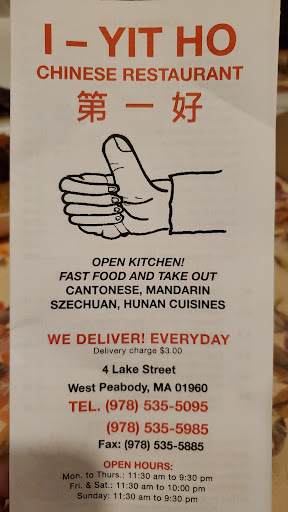 I – YIT HO
CHINESE RESTAURANT
第 一 好
OPEN KITCHEN!
FAST FOOD AND TAKE OUT
CANTONESE, MANDARIN
SZECHUAN, HUNAN CUISINES
WE DELIVER! EVERYDAY
Delivery charge $3.00
4 Lake Street
West Peabody, MA 01960
TEL. (978) 535-5095
(978) 535-5985
Fax: (978) 535-5885
OPEN HOURS:
Mon. to Thurs.: 11:30 am to 9:30 pm
Fri. & Sat.: 11:30 am to 10:00 pm
Sunday: 11:30 am to 9:30 pm